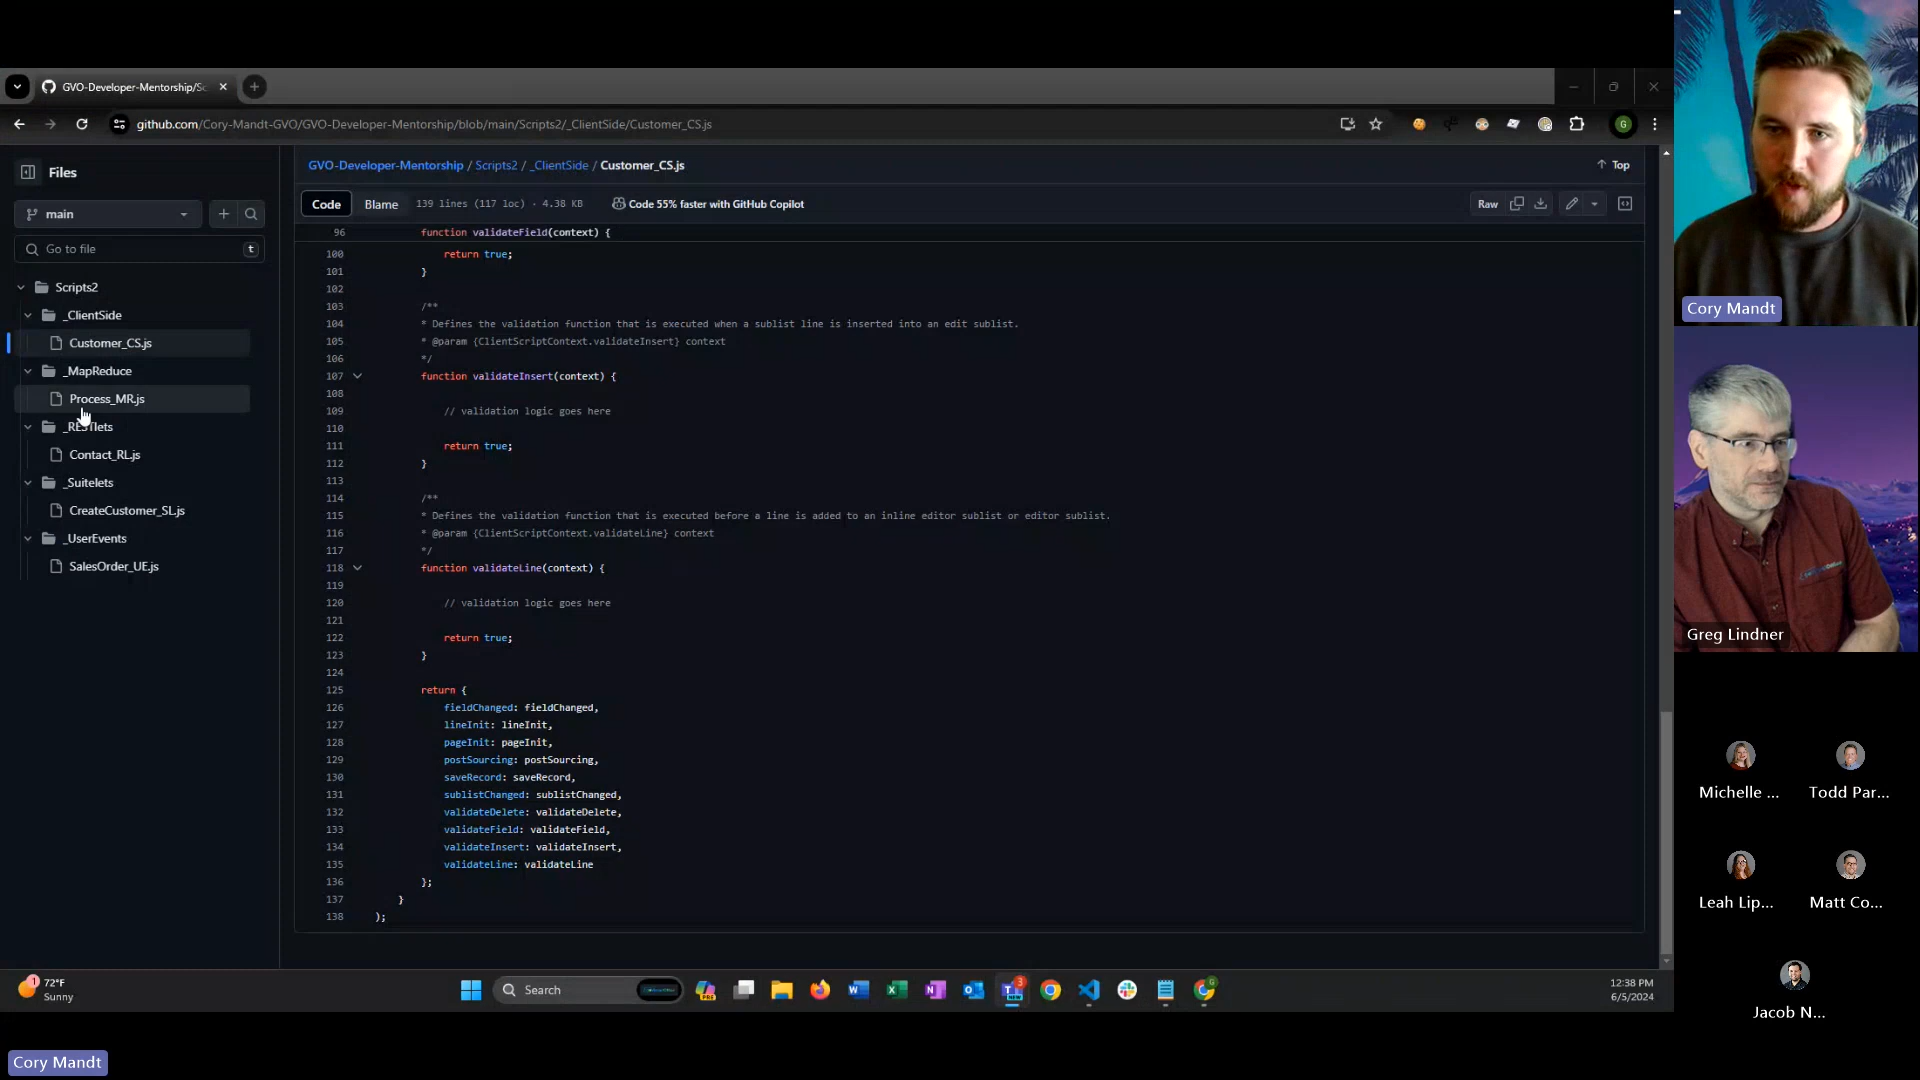 GVO-Developer-Mentorship/Sc
github.com/Cory-Mandt-GVO/GVO-Developer-Mentorship/blob/main/Scripts2/_ClientSide/Customer_CS.js
G
Files
main
Go to file
t
Scripts2
_ClientSide
Customer_CS.js
_MapReduce
Process_MR.js
_RESTlets
Contact_RL.js
_Suitelets
CreateCustomer_SL.js
_UserEvents
SalesOrder_UE.js
GVO-Developer-Mentorship / Scripts2 / _ClientSide / Customer_CS.js
Top
Code Blame 139 lines (117 loc) · 4.38 KB Code 55% faster with GitHub Copilot Raw
96 function validateField(context) {
100 return true;
101 }
102
103 /**
104 * Defines the validation function that is executed when a sublist line is inserted into an edit sublist.
105 * @param {ClientScriptContext.validateInsert} context
106 */
107 function validateInsert(context) {
108
109 // validation logic goes here
110
111 return true;
112 }
113
114 /**
115 * Defines the validation function that is executed before a line is added to an inline editor sublist or editor sublist.
116 * @param {ClientScriptContext.validateLine} context
117 */
118 function validateLine(context) {
119
120 // validation logic goes here
121
122 return true;
123 }
124
125 return {
126 fieldChanged: fieldChanged,
127 lineInit: lineInit,
128 pageInit: pageInit,
129 postSourcing: postSourcing,
130 saveRecord: saveRecord,
131 sublistChanged: sublistChanged,
132 validateDelete: validateDelete,
133 validateField: validateField,
134 validateInsert: validateInsert,
135 validateLine: validateLine
136 };
137 }
138 );
1
72°F
Sunny
Search
PRE
3
12:38 PM
6/5/2024
Cory Mandt
Cory Mandt
Greg Lindner
Michelle ...
Todd Par...
Leah Lip...
Matt Co...
Jacob N...